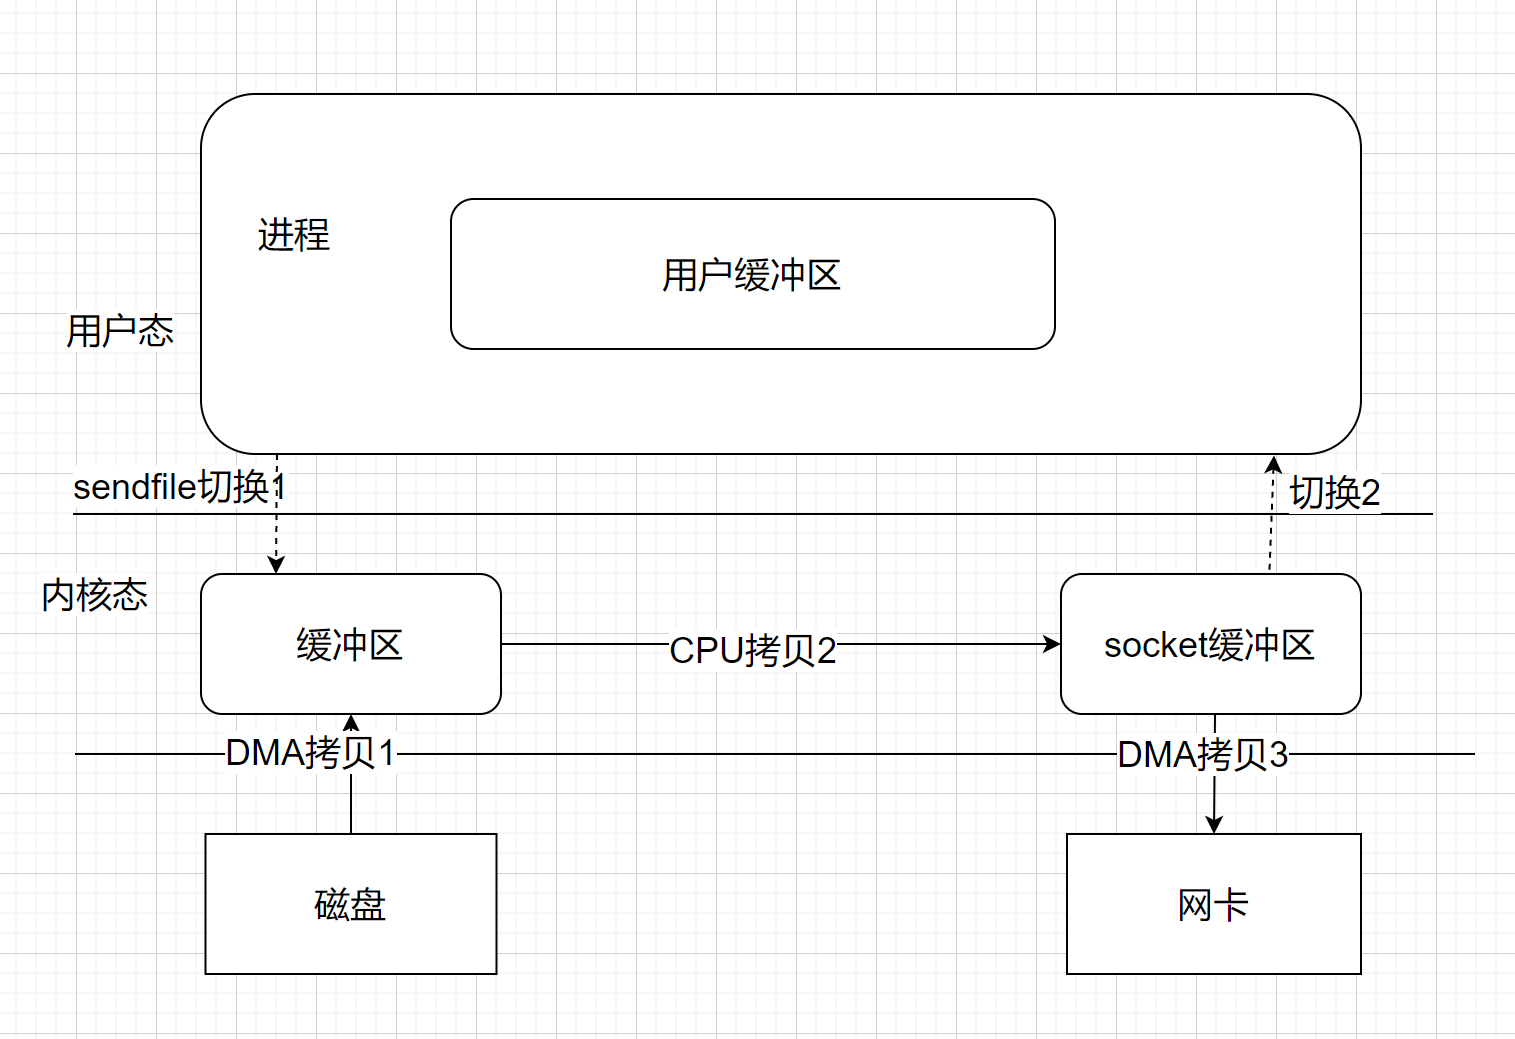 进程
用户缓冲区
用户态
sendfile切换1
切换2
内核态
缓冲区
CPU拷贝2
socket缓冲区
DMA拷贝1
DMA拷贝3
磁盘
网卡